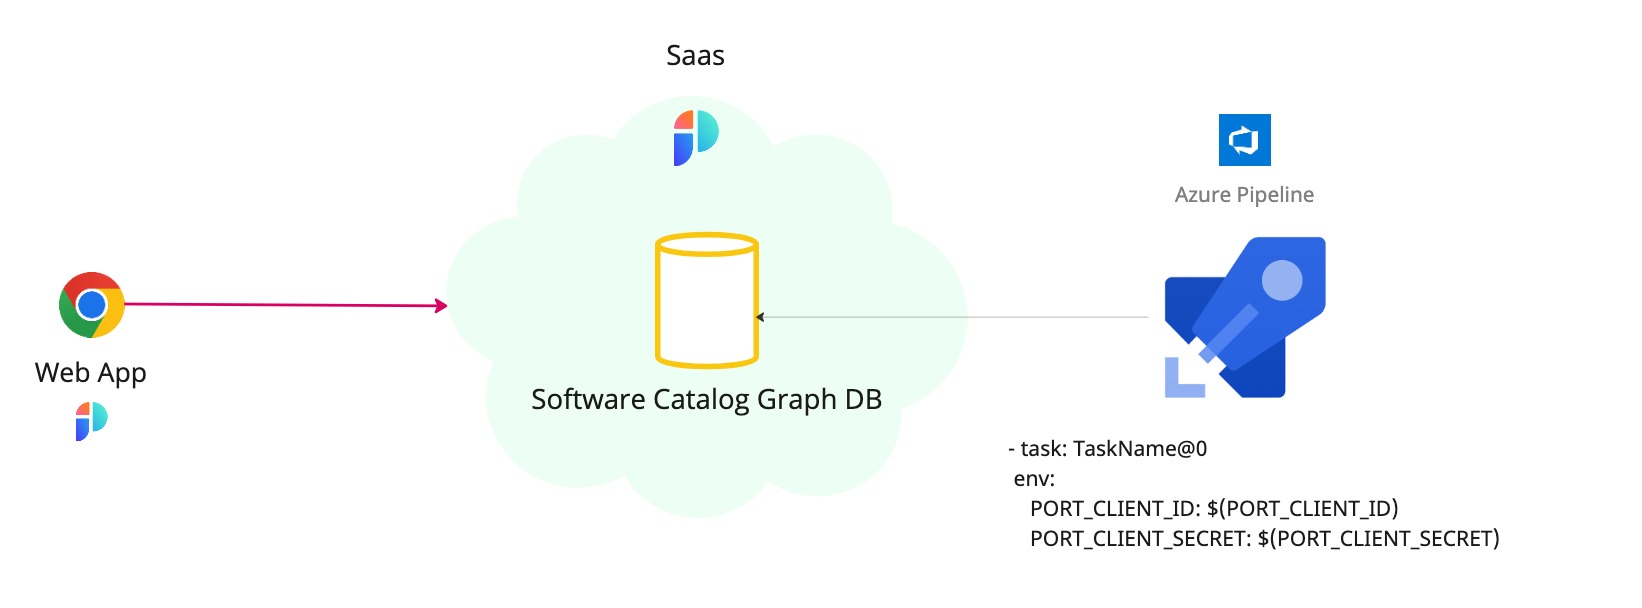 Saas
Azure Pipeline
Web App
Software Catalog Graph DB
- task: TaskName@0
env:
PORT_CLIENT_ID: $(PORT_CLIENT_ID)
PORT_CLIENT_SECRET: $(PORT_CLIENT_SECRET)